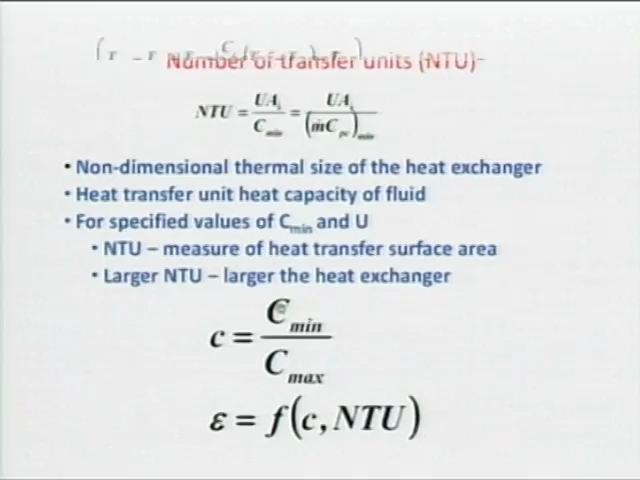 Number of transfer units (NTU)
NTU = UA_s / C_min = UA_s / (ṁC_pc)_min
• Non-dimensional thermal size of the heat exchanger
• Heat transfer unit heat capacity of fluid
• For specified values of C_min and U
• NTU – measure of heat transfer surface area
• Larger NTU – larger the heat exchanger
c = C_min / C_max
ε = f(c, NTU)